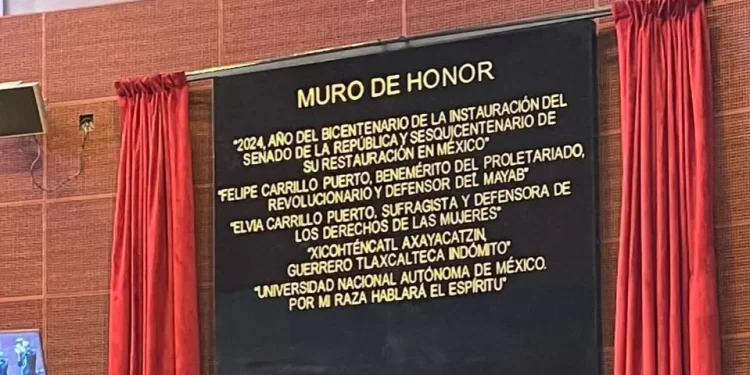 MURO DE HONOR
"2024, AÑO DEL BICENTENARIO DE LA INSTAURACIÓN DEL
SENADO DE LA REPÚBLICA Y SESQUICENTENARIO DE
SU RESTAURACIÓN EN MÉXICO"
"FELIPE CARRILLO PUERTO, BENEMÉRITO DEL PROLETARIADO,
REVOLUCIONARIO Y DEFENSOR DEL MAYAB"
"ELVIA CARRILLO PUERTO, SUFRAGISTA Y DEFENSORA DE
LOS DERECHOS DE LAS MUJERES"
"XICOHTÉNCATL AXAYACATZIN,
GUERRERO TLAXCALTECA INDÓMITO"
"UNIVERSIDAD NACIONAL AUTÓNOMA DE MÉXICO.
POR MI RAZA HABLARÁ EL ESPÍRITU"